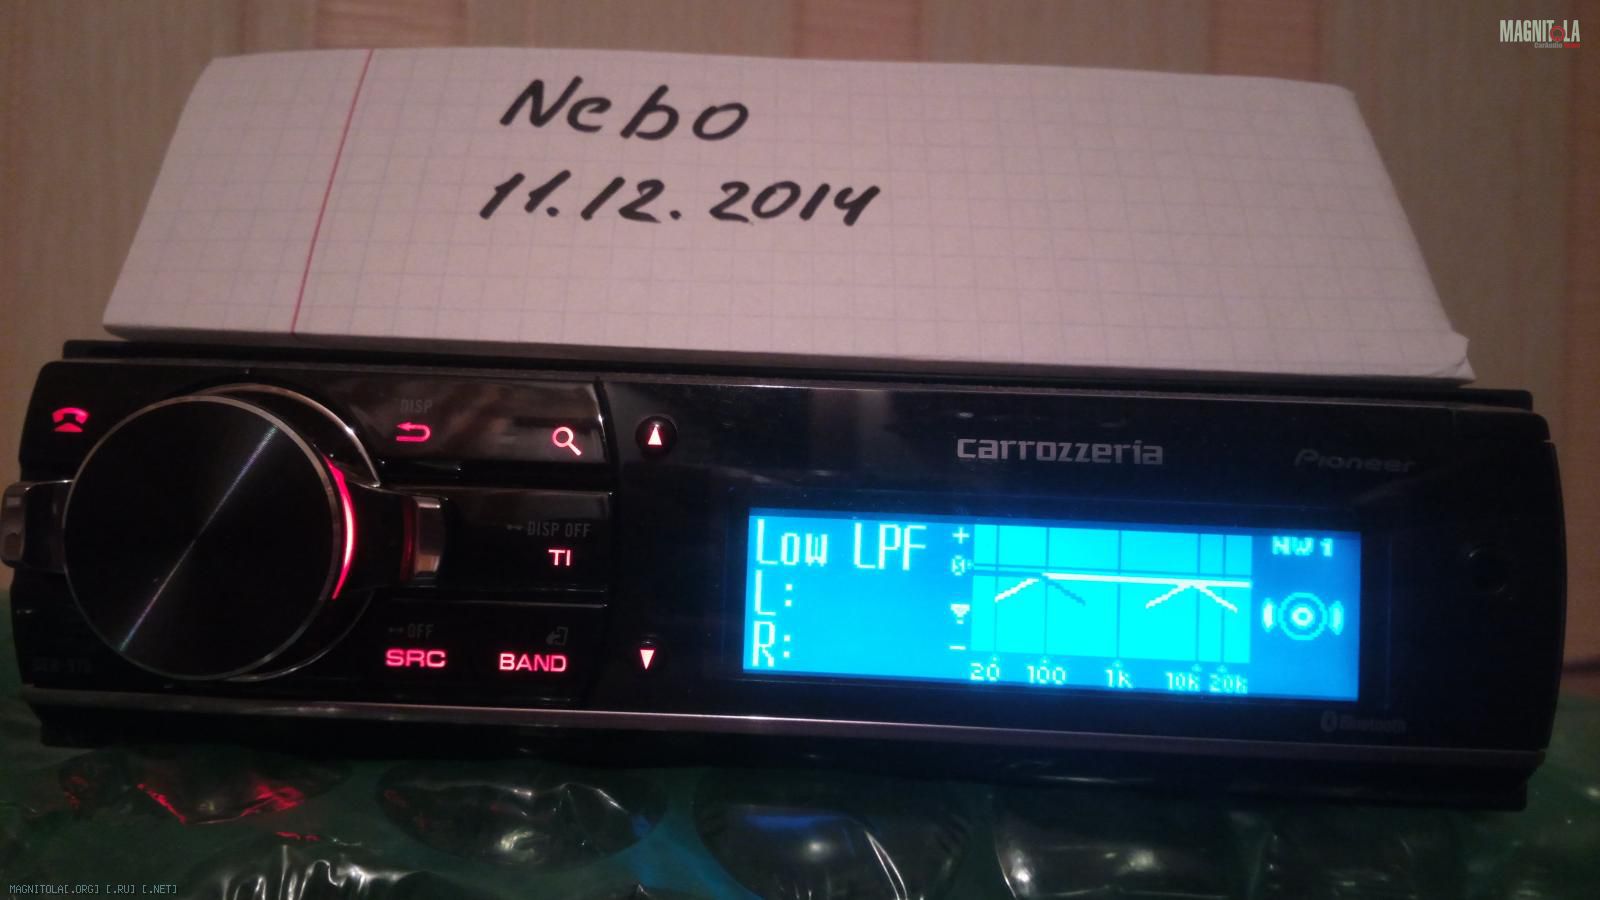 MAGNITOLA
CarAudio
Nebo
11.12.2014
DISP
carrozzeria
Pioneer
DISP OFF
TI
Low LPF
+
0
NW 1
L:
R:
-
OFF
SRC
BAND
20 100 1k 10k 20k
Bluetooth
MAGNITOLA[.ORG] [.RU] [.NET]